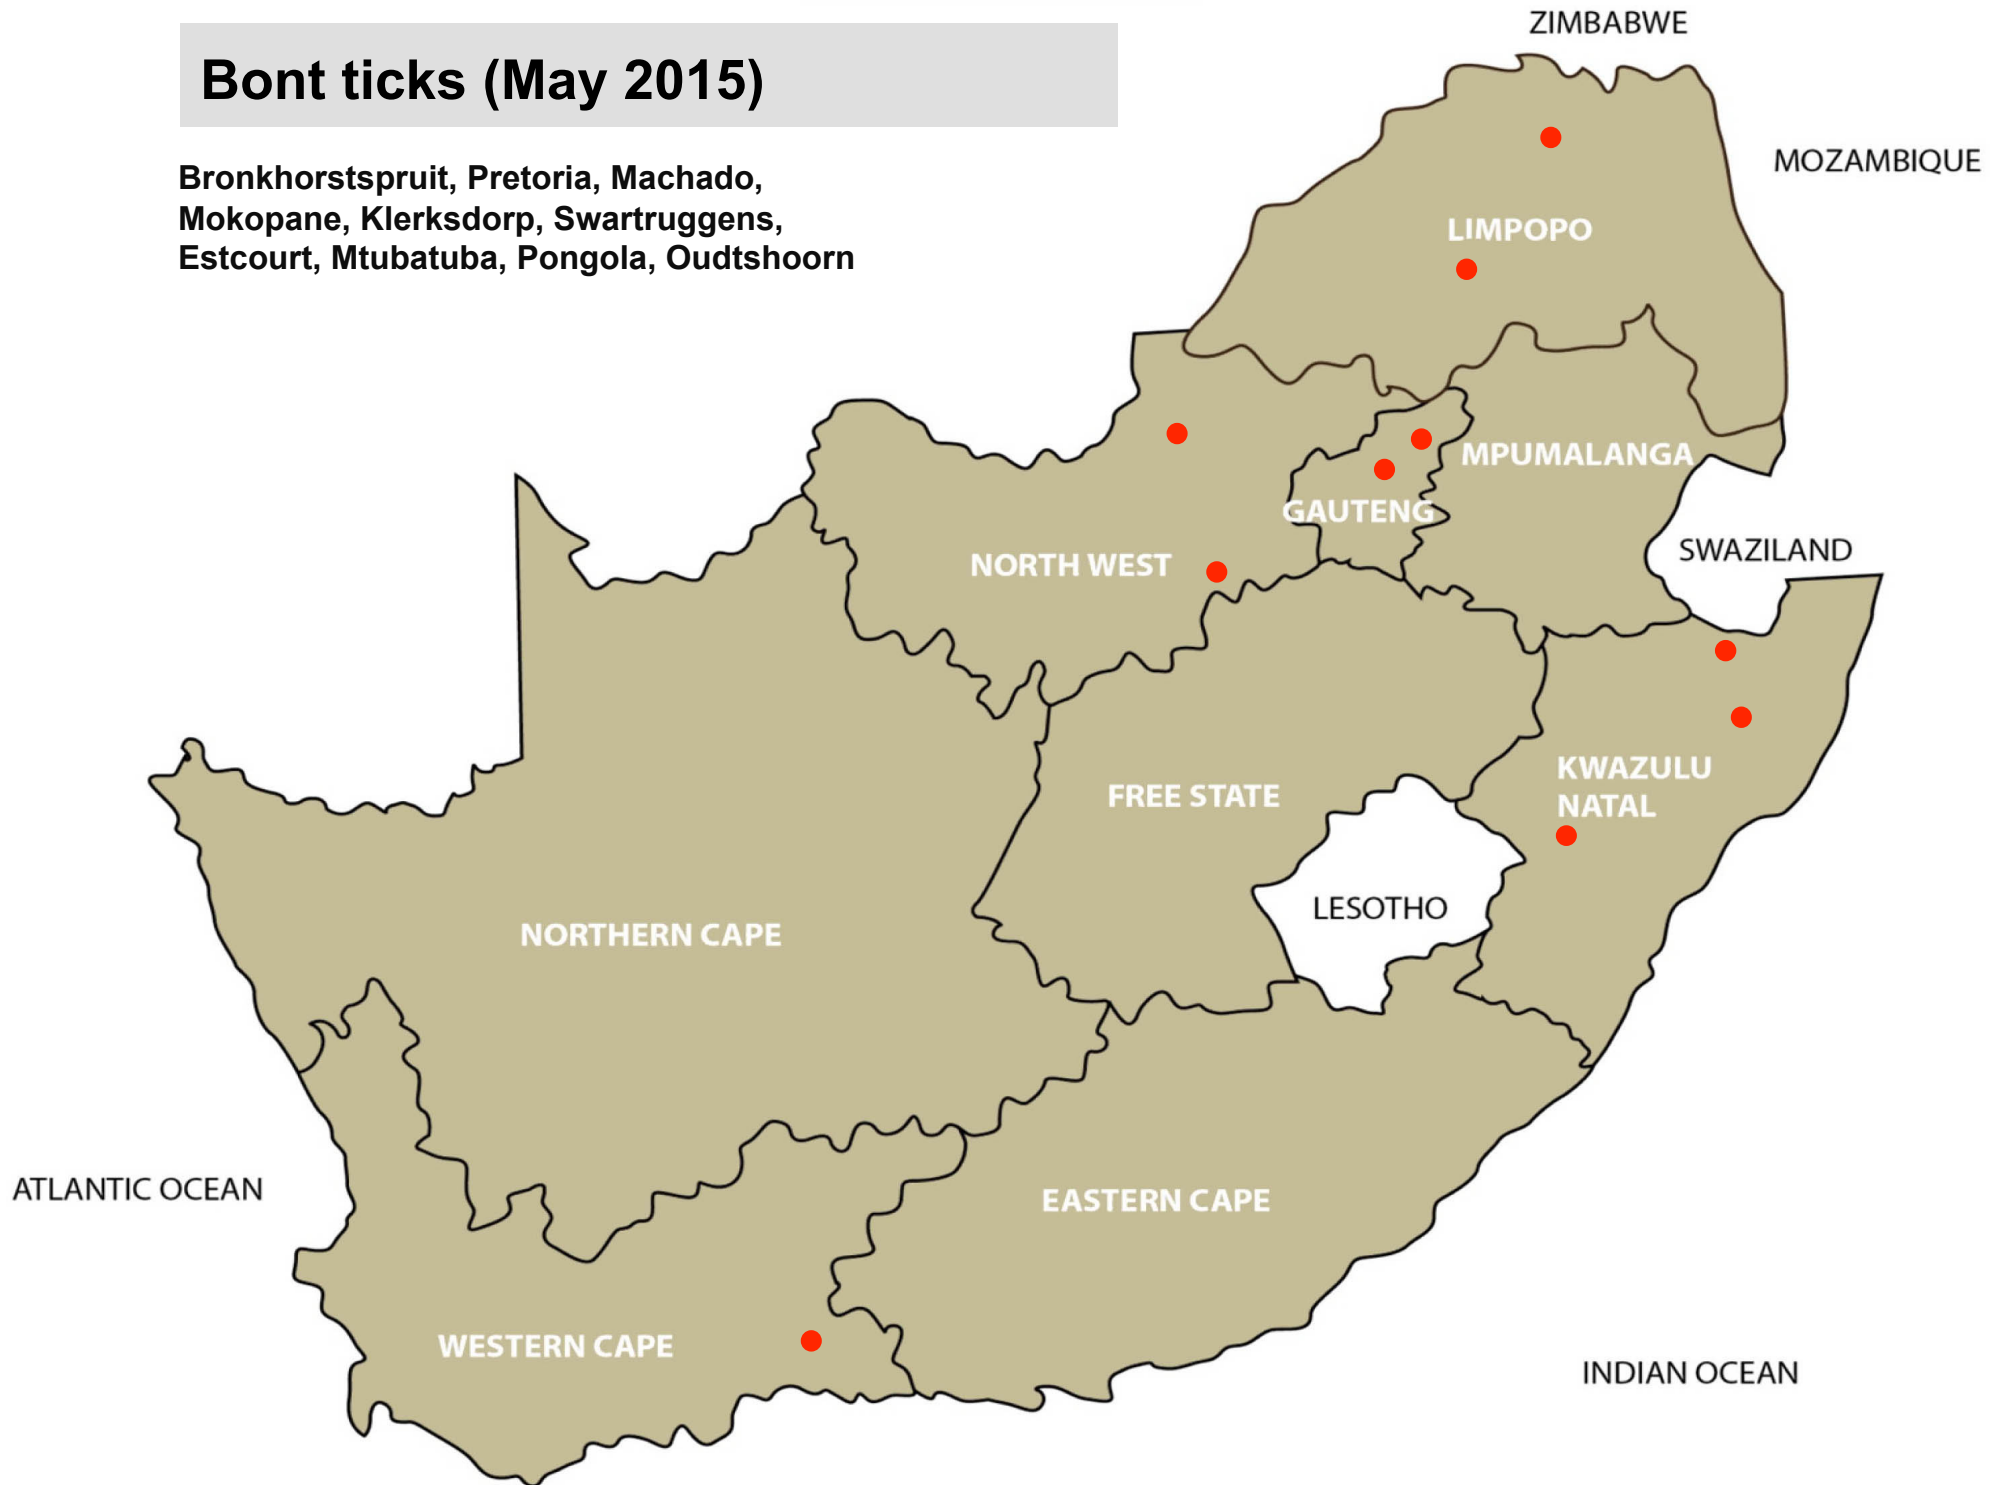 Bont ticks (May 2015)
Bronkhorstspruit, Pretoria, Machado,
Mokopane, Klerksdorp, Swartruggens,
Estcourt, Mtubatuba, Pongola, Oudtshoorn
ZIMBABWE
MOZAMBIQUE
LIMPOPO
MPUMALANGA
GAUTENG
SWAZILAND
NORTH WEST
KWAZULU
NATAL
FREE STATE
LESOTHO
NORTHERN CAPE
ATLANTIC OCEAN
EASTERN CAPE
WESTERN CAPE
INDIAN OCEAN